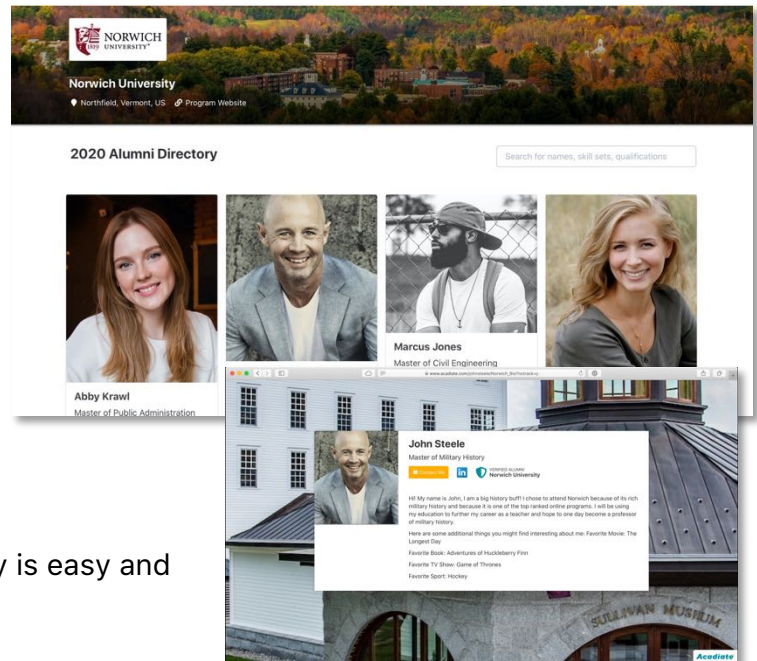 NORWICH
UNIVERSITY®
1819
Norwich University
Northfield, Vermont, US Program Website
2020 Alumni Directory
Search for names, skill sets, qualifications
Marcus Jones
Master of Civil Engineering
Abby Krawl
Master of Public Administration
John Steele
Master of Military History
Contact Me in VERIFIED ALUMNI
Norwich University
Hi! My name is John, I am a big history buff! I chose to attend Norwich because of its rich
military history and because it is one of the top ranked online programs. I will be using
my education to further my career as a teacher and hope to one day become a professor
of military history.
Here are some additional things you might find interesting about me: Favorite Movie: The
Longest Day
Favorite Book: Adventures of Huckleberry Finn
Favorite TV Show: Game of Thrones
Favorite Sport: Hockey
SULLIVAN MUSEUM
Acadiate
y is easy and